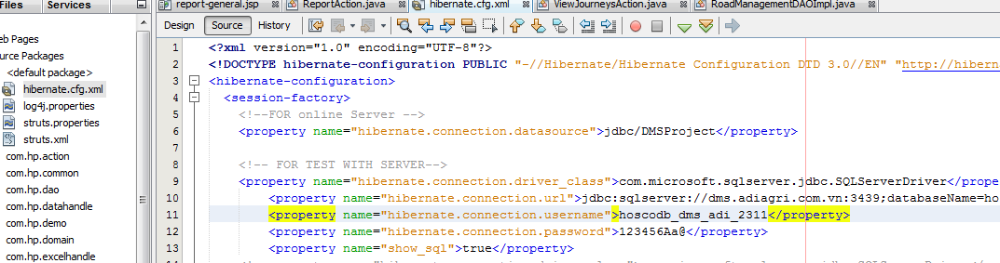 Files
Services
eb Pages
ource Packages
<default package>
hibernate.cfg.xml
log4j.properties
struts.properties
struts.xml
com.hp.action
com.hp.common
com.hp.dao
com.hp.datahandle
com.hp.demo
com.hp.domain
com.hp.excelhandle
report-general.jsp
ReportAction.java
hibernate.cfg.xml
ViewJourneysAction.java
RoadManagementDAOImpl.java
Design Source History
1 <?xml version="1.0" encoding="UTF-8"?>
2 <!DOCTYPE hibernate-configuration PUBLIC "-//Hibernate/Hibernate Configuration DTD 3.0//EN" "http://hibern
3 <hibernate-configuration>
4 <session-factory>
5 <!--FOR online Server -->
6 <property name="hibernate.connection.datasource">jdbc/DMSProject</property>
7
8 <!-- FOR TEST WITH SERVER-->
9 <property name="hibernate.connection.driver_class">com.microsoft.sqlserver.jdbc.SQLServerDriver</prope
10 <property name="hibernate.connection.url">jdbc:sqlserver://dms.adiagri.com.vn:3439;databaseName=ho
11 <property name="hibernate.connection.username">hoscodb_dms_adi_2311</property>
12 <property name="hibernate.connection.password">123456Aa@</property>
13 <property name="show_sql">true</property>